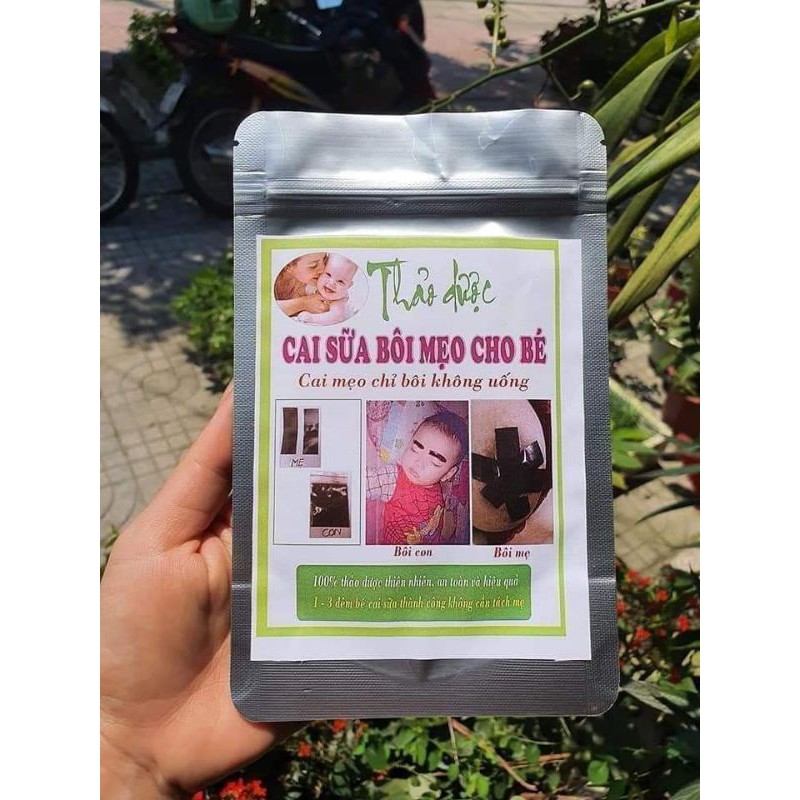 Thảo dược
CAI SỮA BÔI MẸO CHO BÉ
Cai mẹo chỉ bôi không uống
MẸ
CON
Bôi con
Bôi mẹ
100% thảo dược thiên nhiên, an toàn và hiệu quả
1 - 3 đêm bé cai sữa thành công không cần tách mẹ